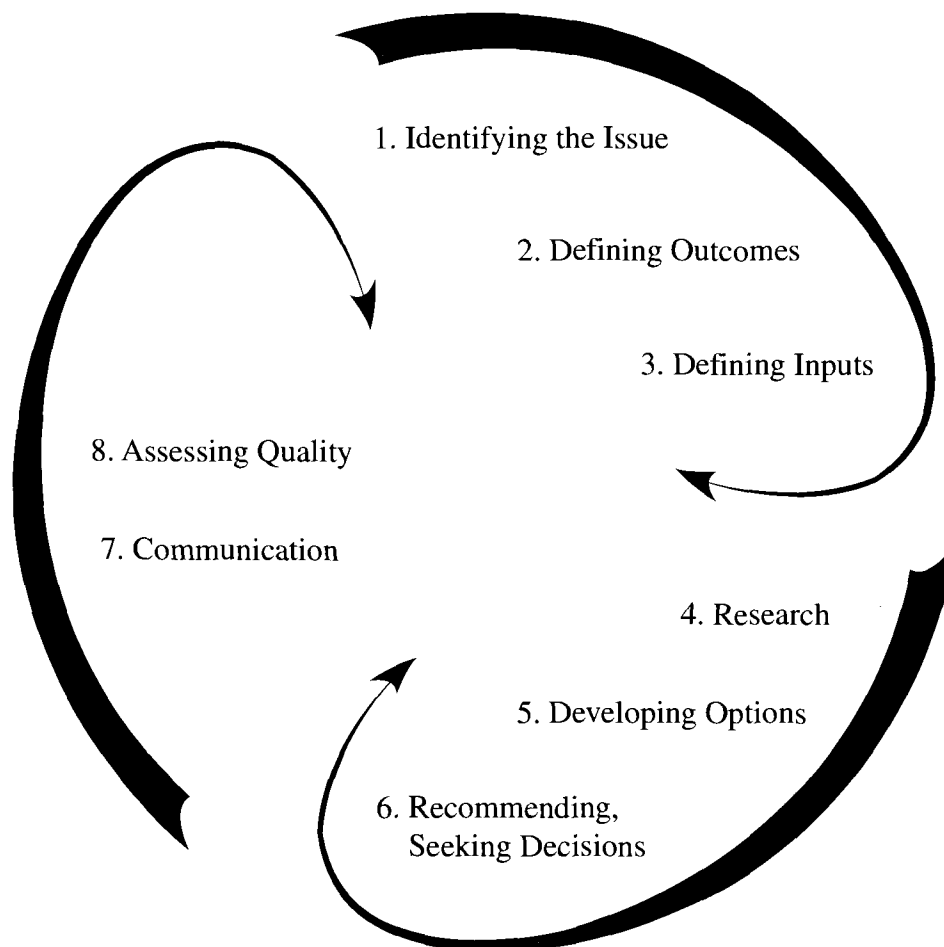 1. Identifying the Issue
2. Defining Outcomes
3. Defining Inputs
4. Research
5. Developing Options
6. Recommending,
Seeking Decisions
7. Communication
8. Assessing Quality